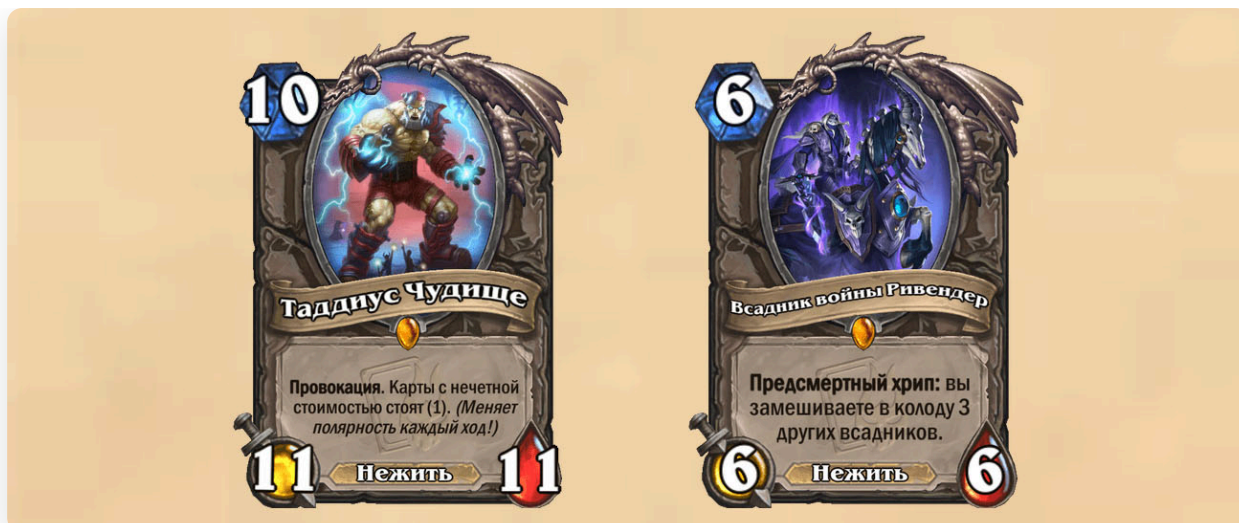 10
Таддиус Чудище
Провокация. Карты с нечетной
стоимостью стоят (1). (Меняет
полярность каждый ход!)
11
Нежить
11
6
Всадник войны Ривендер
Предсмертный хрип: вы
замешиваете в колоду 3
других всадников.
6
Нежить
6